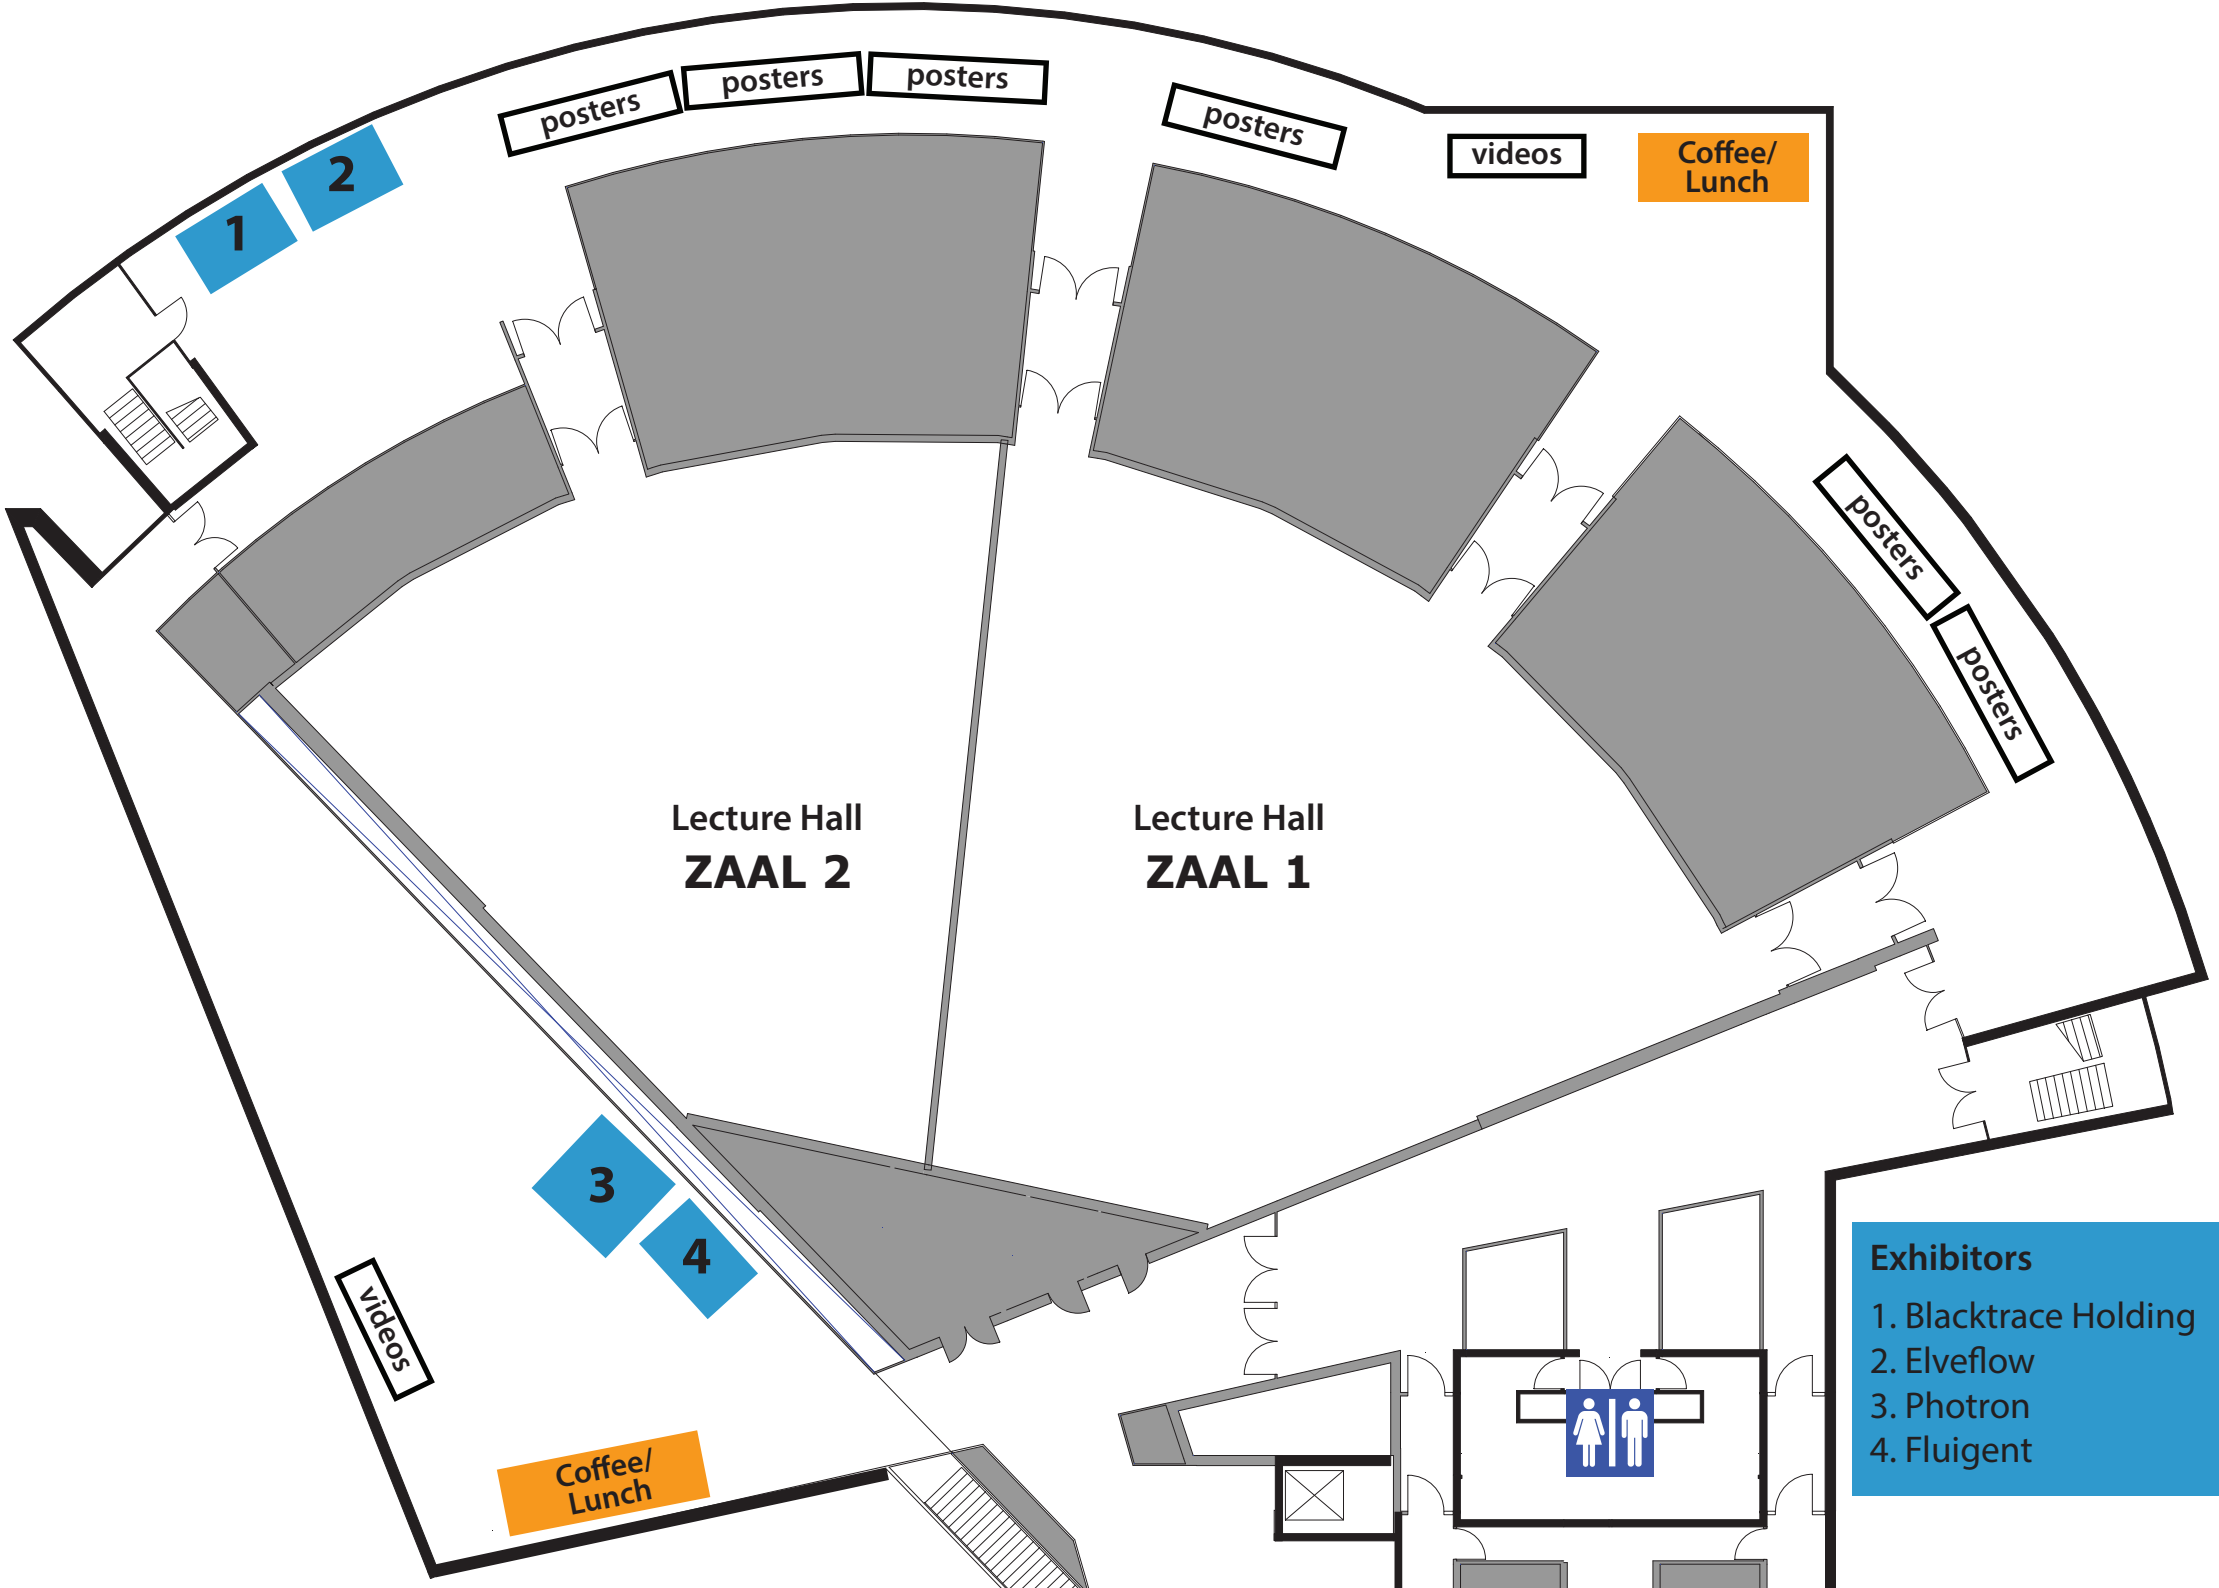 posters
posters
posters
posters
videos
Coffee/
Lunch
1
2
posters
posters
Lecture Hall
ZAAL 2
Lecture Hall
ZAAL 1
3
4
videos
Coffee/
Lunch
Exhibitors
1. Blacktrace Holding
2. Elveflow
3. Photron
4. Fluigent